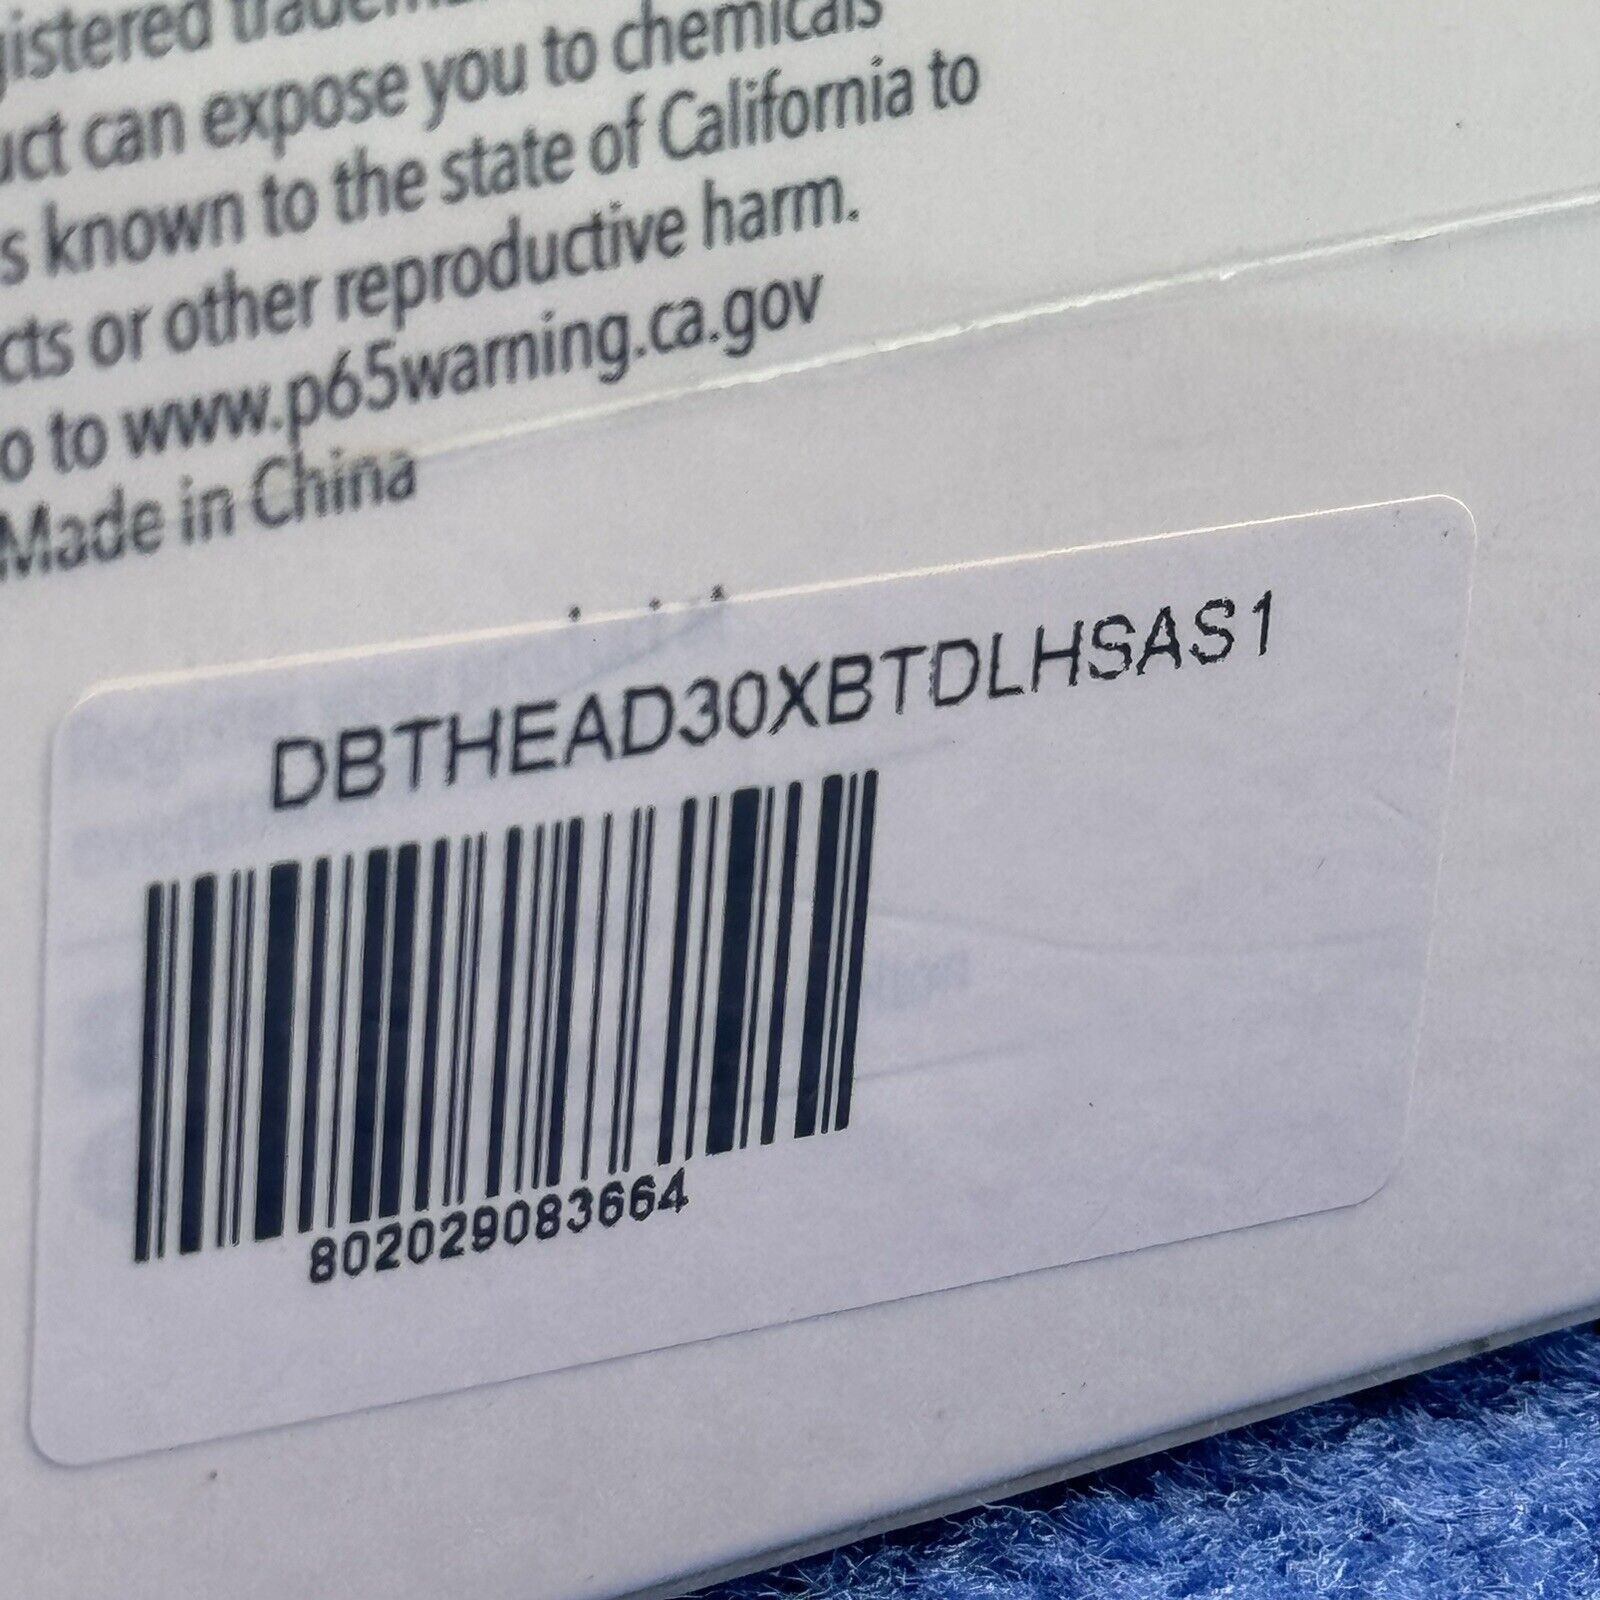 gistered
uct can expose you to chemicals
s known to the state of California to
cts or other reproductive harm.
o to www.p65warning.ca.gov
Made in China
DBTHEAD30XBTDLHSAS1
802029083664